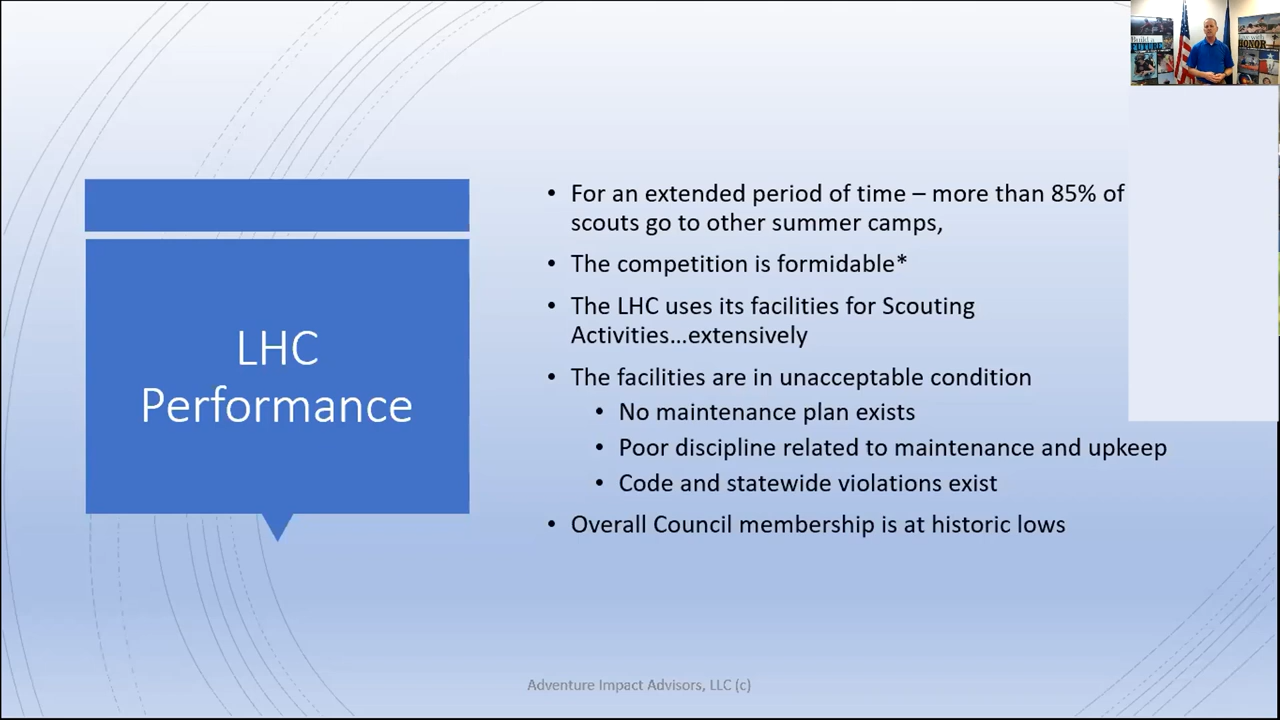 Build a
FUTURE
HONOR
For an extended period of time – more than 85% of
scouts go to other summer camps,
The competition is formidable*
The LHC uses its facilities for Scouting
Activities...extensively
LHC
Performance
The facilities are in unacceptable condition
No maintenance plan exists
Poor discipline related to maintenance and upkeep
Code and statewide violations exist
Overall Council membership is at historic lows
Adventure Impact Advisors, LLC (c)